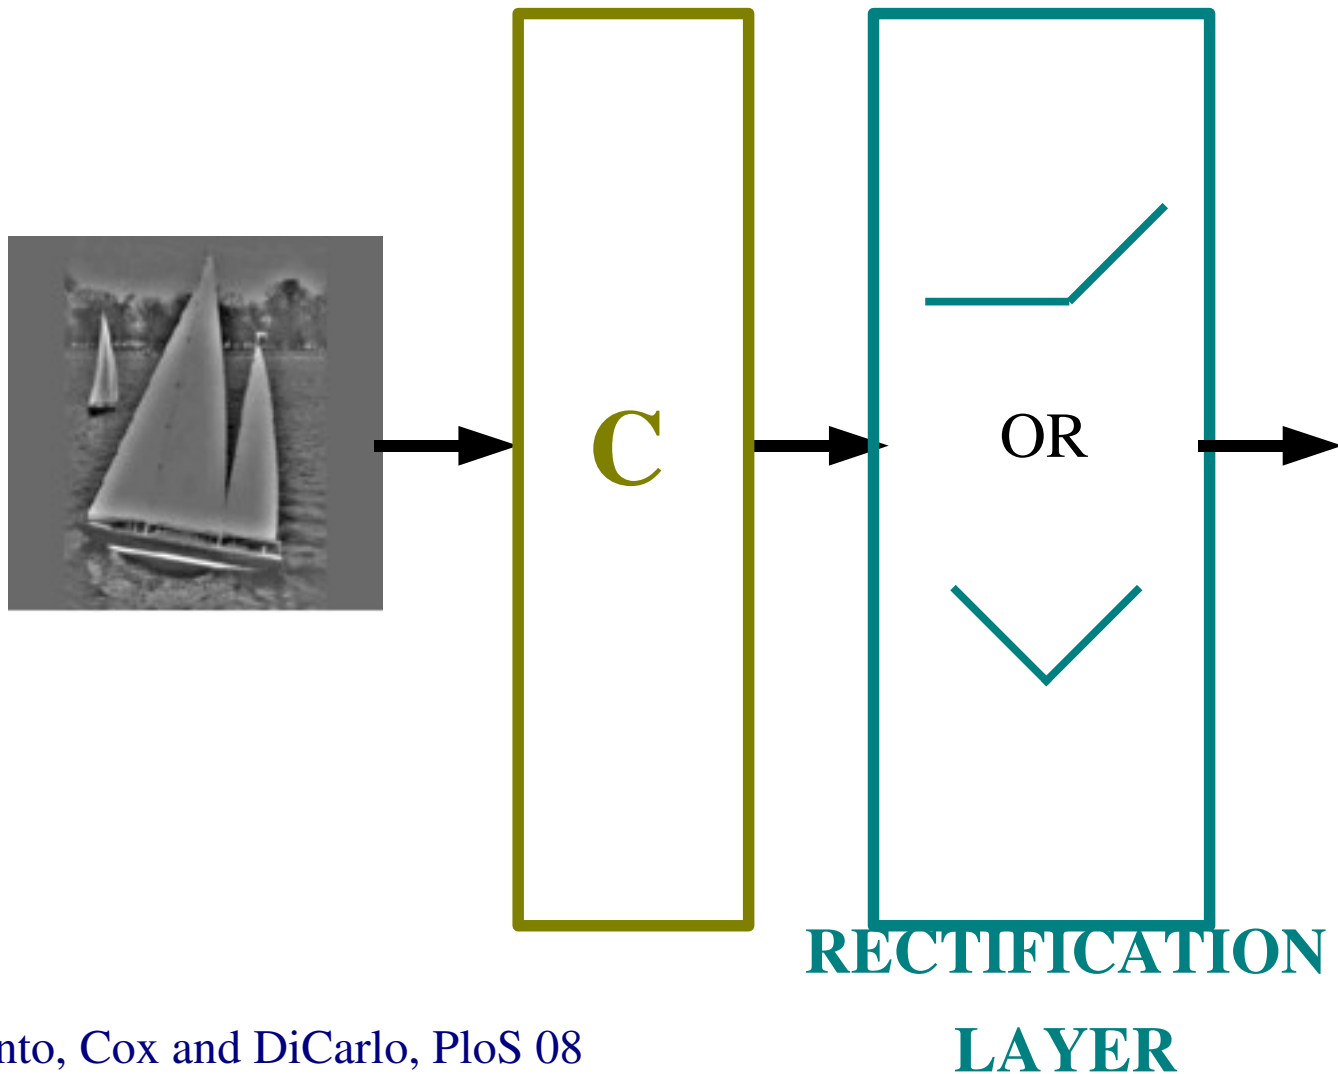 C
OR
RECTIFICATION
LAYER
nto, Cox and DiCarlo, PloS 08